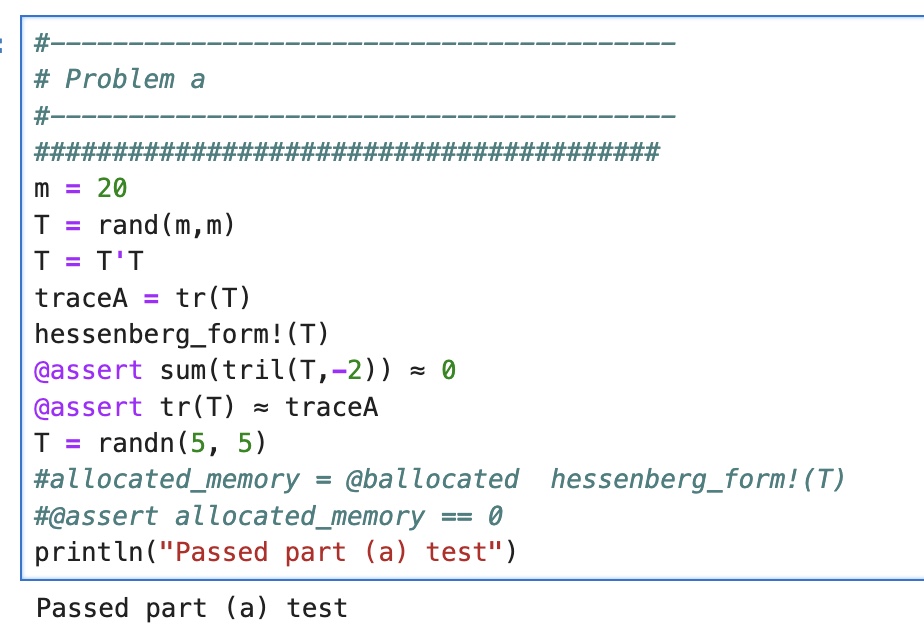 :
#----------------------------------------
# Problem a
#----------------------------------------
########################################
m = 20
T = rand(m,m)
T = T'T
traceA = tr(T)
hessenberg_form!(T)
@assert sum(tril(T,-2)) ≈ 0
@assert tr(T) ≈ traceA
T = randn(5, 5)
#allocated_memory = @ballocated  hessenberg_form!(T)
#@assert allocated_memory == 0
println("Passed part (a) test")
Passed part (a) test